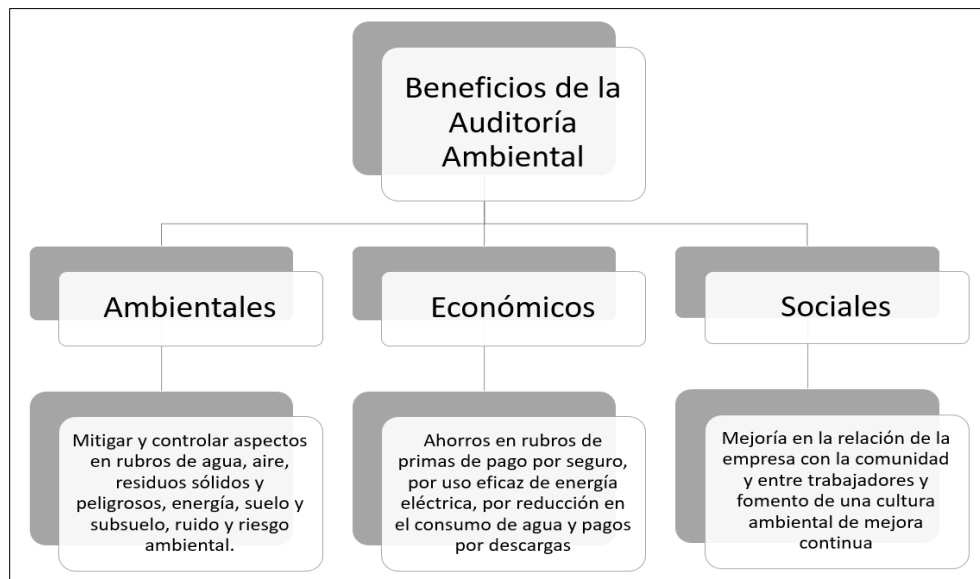 Beneficios de la
Auditoría
Ambiental
Ambientales
Económicos
Sociales
Mitigar y controlar aspectos
en rubros de agua, aire,
residuos sólidos y
peligrosos, energía, suelo y
subsuelo, ruido y riesgo
ambiental.
Ahorros en rubros de
primas de pago por seguro,
por uso eficaz de energía
eléctrica, por reducción en
el consumo de agua y pagos
por descargas
Mejoría en la relación de la
empresa con la comunidad
y entre trabajadores y
fomento de una cultura
ambiental de mejora
continua